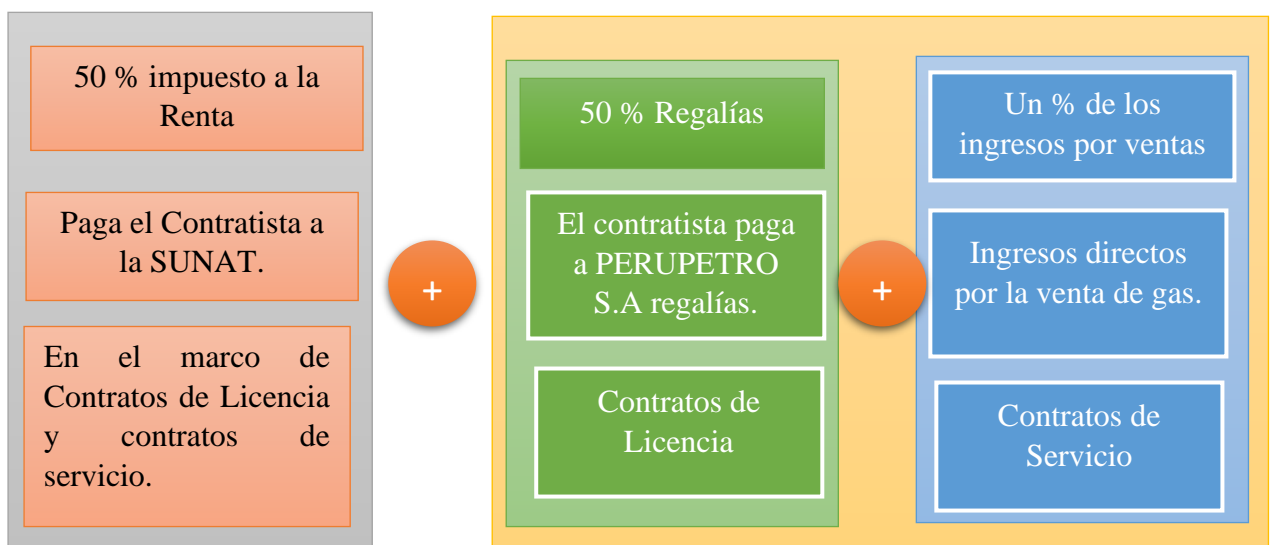 50 % impuesto a la
Renta
Paga el Contratista a
la SUNAT.
En el marco de
Contratos de Licencia
y contratos de
servicio.
+
50 % Regalías
El contratista paga
a PERUPETRO
S.A regalías.
Contratos de
Licencia
+
Un % de los
ingresos por ventas
Ingresos directos
por la venta de gas.
Contratos de
Servicio